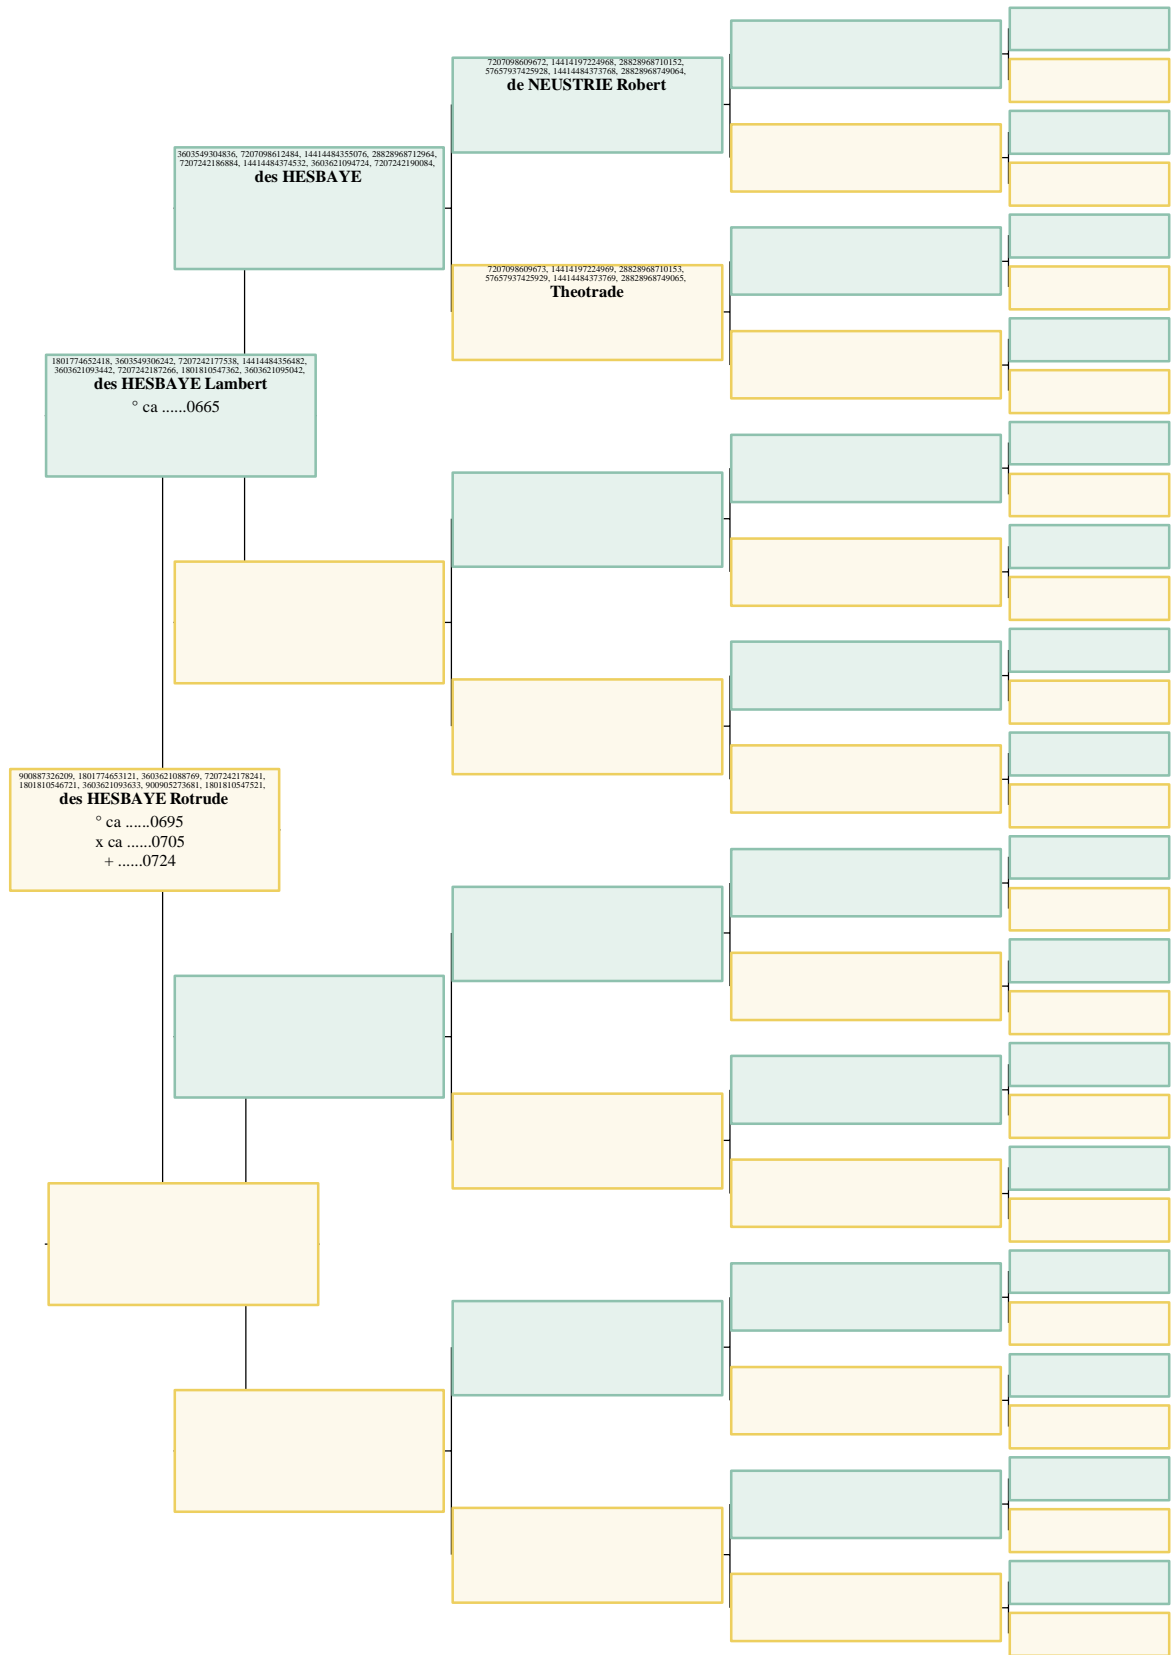 7207098609672, 14414197224968, 28828968710152,
57657937425928, 14414484373768, 28828968749064,
de NEUSTRIE Robert
3603549304836, 7207098612484, 14414484355076, 28828968712964,
7207242186884, 14414484374532, 3603621094724, 7207242190084,
des HESBAYE
7207098609673, 14414197224969, 28828968710153,
57657937425929, 14414484373769, 28828968749065,
Theotrade
1801774652418, 3603549306242, 7207242177538, 14414484356482,
3603621093442, 7207242187266, 1801810547362, 3603621095042,
des HESBAYE Lambert
° ca ......0665
900887326209, 1801774653121, 3603621088769, 7207242178241,
1801810546721, 3603621093633, 900905273681, 1801810547521,
des HESBAYE Rotrude
° ca ......0695
x ca ......0705
+ ......0724